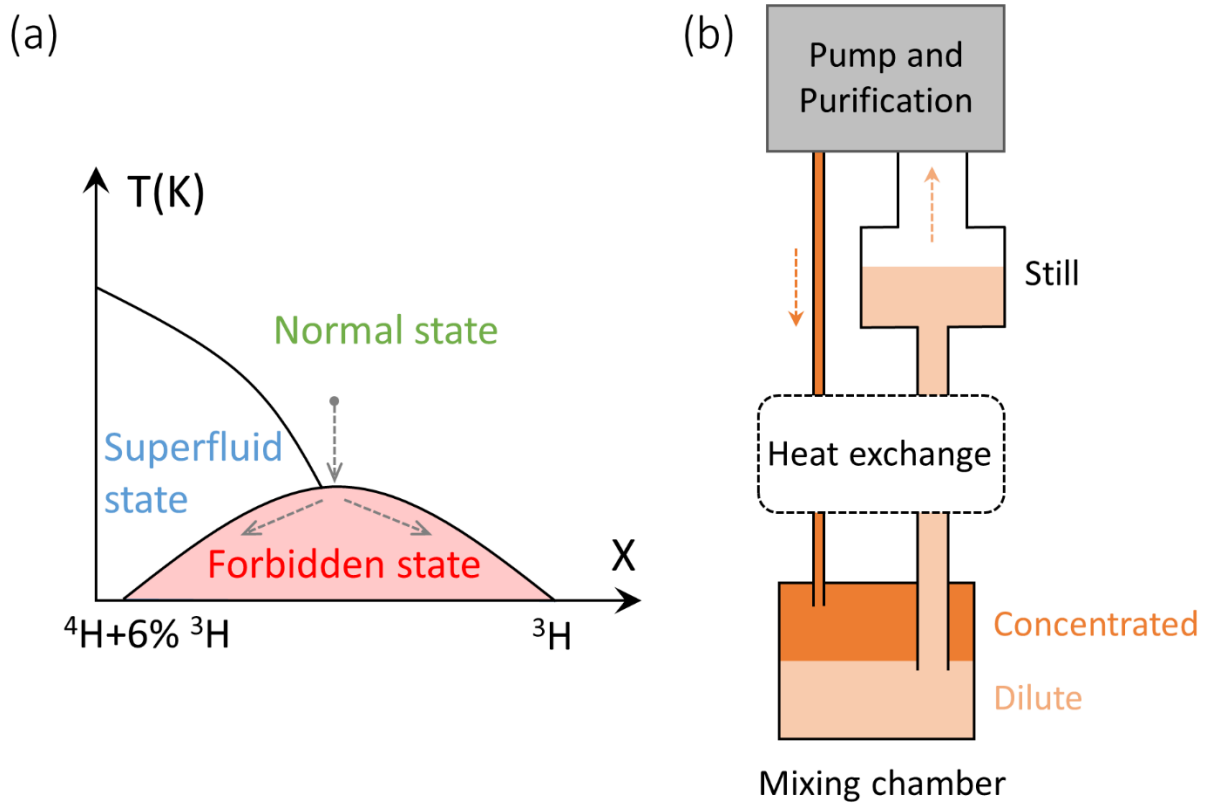 (a)
T(K)
Normal state
Superfluid
state
Forbidden state
X
⁴H+6% ³H
³H
(b)
Pump and
Purification
Still
Heat exchange
Concentrated
Dilute
Mixing chamber